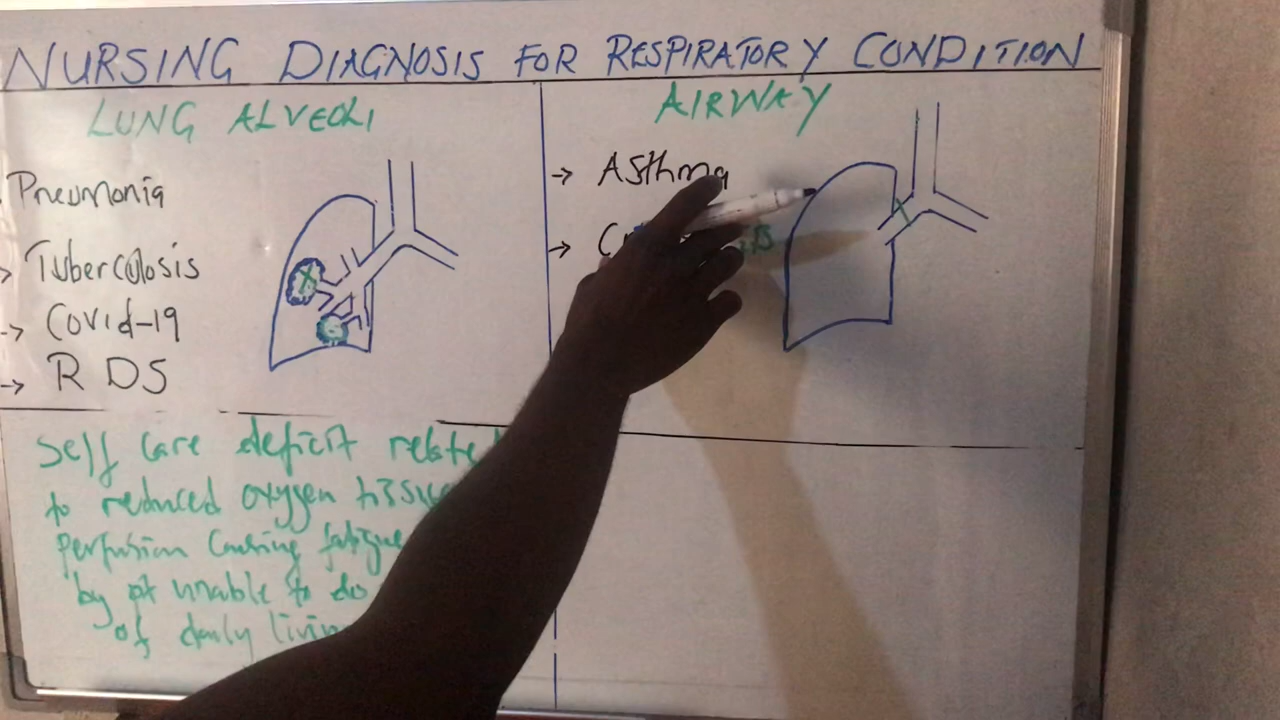 NURSING DIAGNOSIS FOR RESPIRATORY CONDITION
LUNG ALVEOLI
Pneumonia
→ Tuberculosis
→ Covid-19
→ RDS
AIRWAY
→ Asthma
→
Self care deficit
to reduced oxygen
perfusion causing
by pt unable to do
of daily